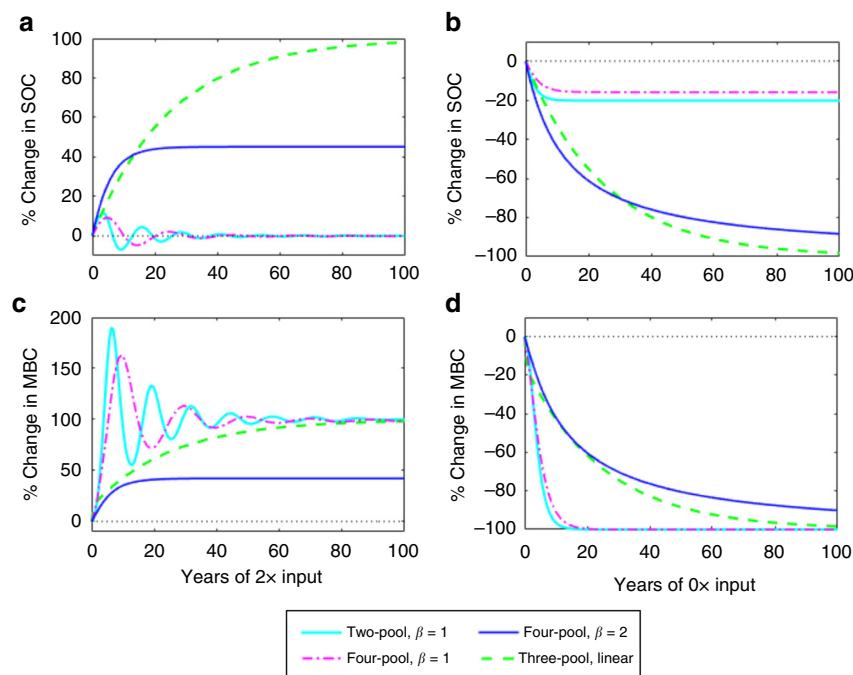 a
% Change in SOC
100
80
60
40
20
0
0 20 40 60 80 100
b
% Change in SOC
0
−20
−40
−60
−80
−100
0 20 40 60 80 100
c
% Change in MBC
200
150
100
50
0
0 20 40 60 80 100
Years of 2× input
d
% Change in MBC
0
−20
−40
−60
−80
−100
0 20 40 60 80 100
Years of 0× input
Two-pool, β = 1
Four-pool, β = 2
Four-pool, β = 1
Three-pool, linear